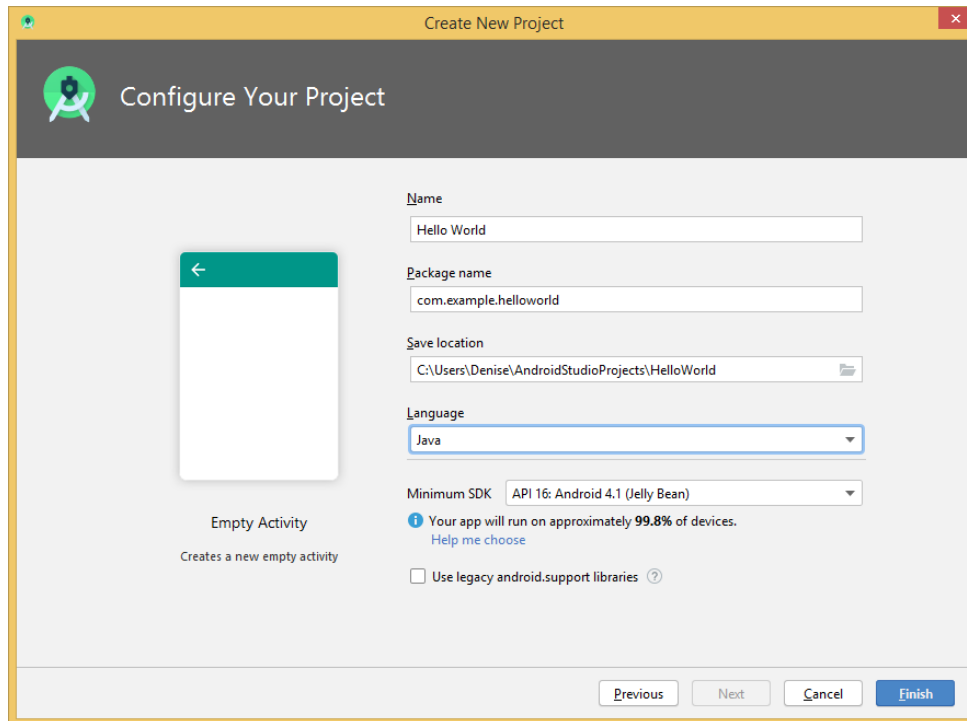 Create New Project
Configure Your Project
Name
Hello World
Package name
com.example.helloworld
Save location
C:\Users\Denise\AndroidStudioProjects\HelloWorld
Language
Java
Minimum SDK API 16: Android 4.1 (Jelly Bean)
Your app will run on approximately 99.8% of devices.
Help me choose
Use legacy android.support libraries ?
Empty Activity
Creates a new empty activity
Previous Next Cancel Finish